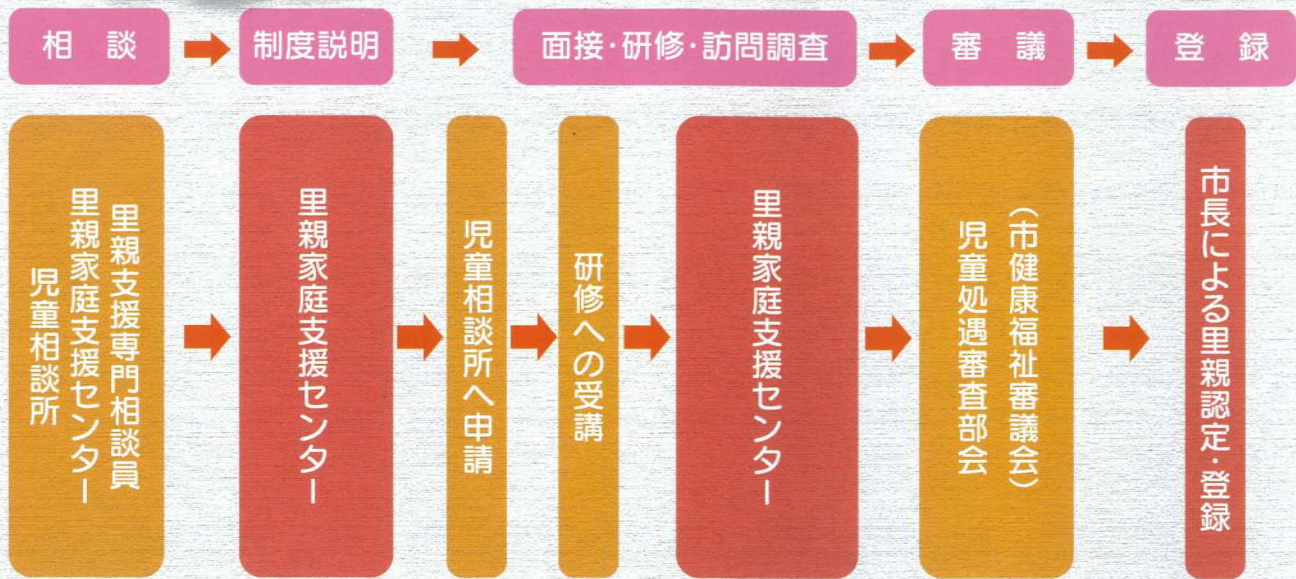 相　談
制度説明
面接・研修・訪問調査
審　議
登　録
里親支援専門相談員
里親家庭支援センター
児童相談所
里親家庭支援センター
児童相談所へ申請
研修への受講
里親家庭支援センター
（市健康福祉審議会）
児童処遇審査部会
市長による里親認定・登録